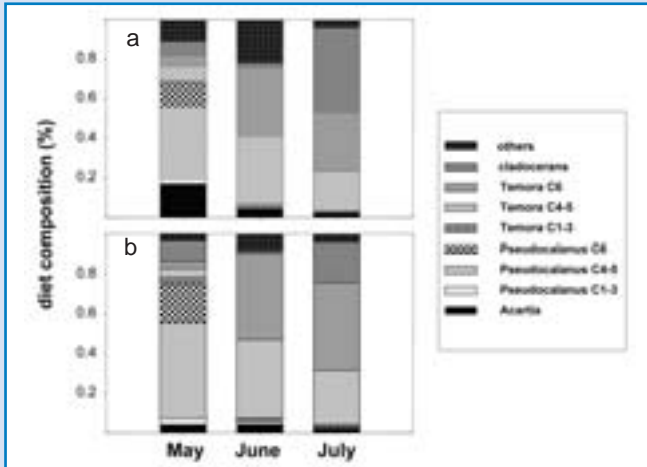 a
diet composition (%)
0.8
0.6
0.4
0.2
b
0.8
0.6
0.4
0.2
May June July
others
cladocerans
Temora C6
Temora C4-5
Temora C1-3
Pseudocalanus C6
Pseudocalanus C4-5
Pseudocalanus C1-3
Acartia